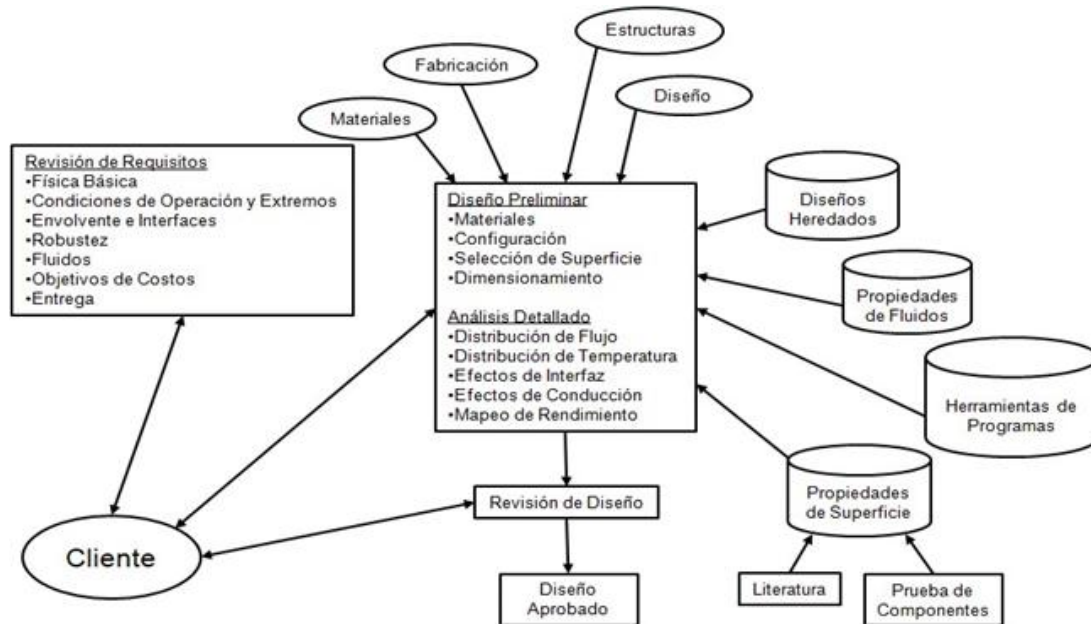 Estructuras
Fabricación
Diseño
Materiales
Revisión de Requisitos
•Física Básica
•Condiciones de Operación y Extremos
•Envolvente e Interfaces
•Robustez
•Fluidos
•Objetivos de Costos
•Entrega
Diseño Preliminar
•Materiales
•Configuración
•Selección de Superficie
•Dimensionamiento
Análisis Detallado
•Distribución de Flujo
•Distribución de Temperatura
•Efectos de Interfaz
•Efectos de Conducción
•Mapeo de Rendimiento
Diseños
Heredados
Propiedades
de Fluidos
Herramientas de
Programas
Propiedades
de Superficie
Revisión de Diseño
Cliente
Diseño
Aprobado
Literatura
Prueba de
Componentes